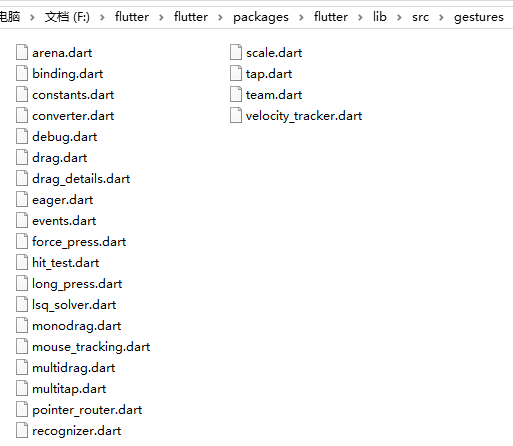 电脑 > 文档 (F:) > flutter > flutter > packages > flutter > lib > src > gestures
arena.dart
binding.dart
constants.dart
converter.dart
debug.dart
drag.dart
drag_details.dart
eager.dart
events.dart
force_press.dart
hit_test.dart
long_press.dart
lsq_solver.dart
monodrag.dart
mouse_tracking.dart
multidrag.dart
multitap.dart
pointer_router.dart
recognizer.dart
scale.dart
tap.dart
team.dart
velocity_tracker.dart